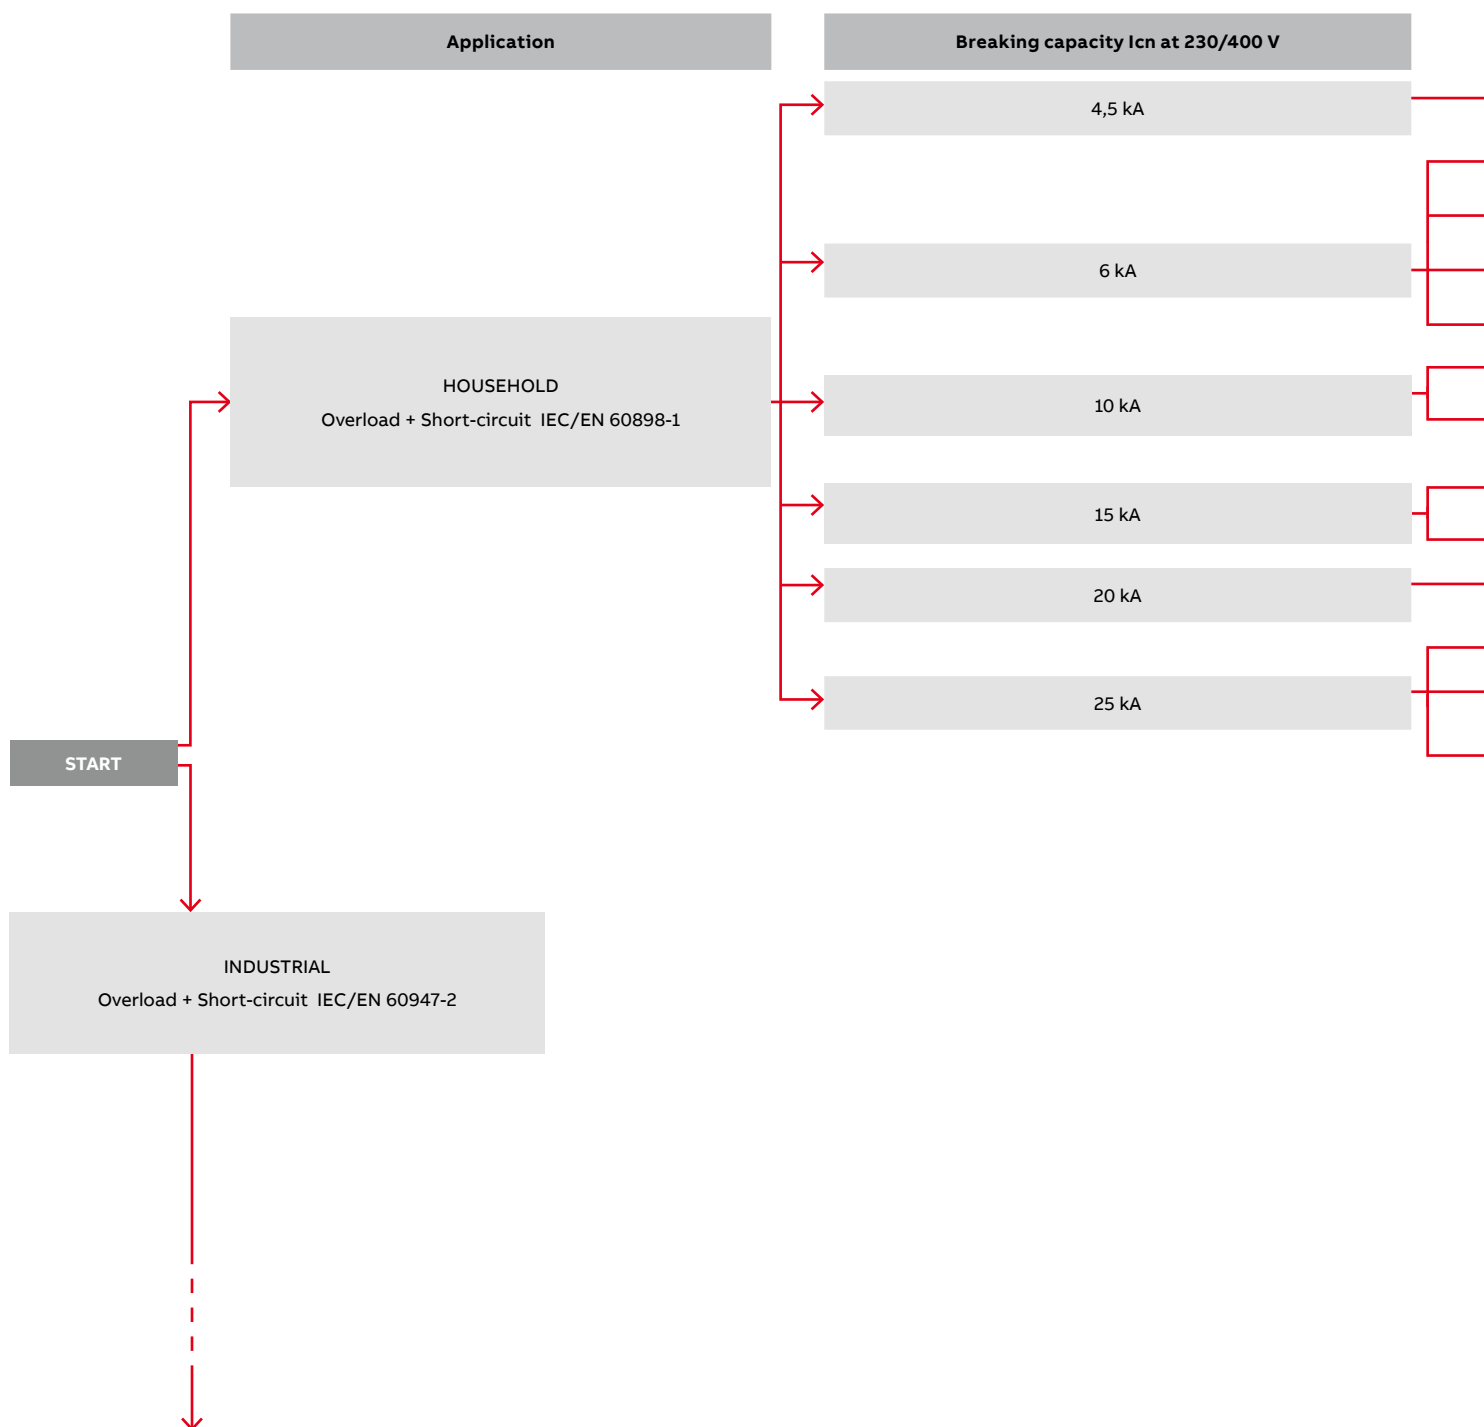 Application
Breaking capacity Icn at 230/400 V
4,5 kA
6 kA
HOUSEHOLD
Overload + Short-circuit IEC/EN 60898-1
10 kA
15 kA
20 kA
25 kA
START
INDUSTRIAL
Overload + Short-circuit IEC/EN 60947-2